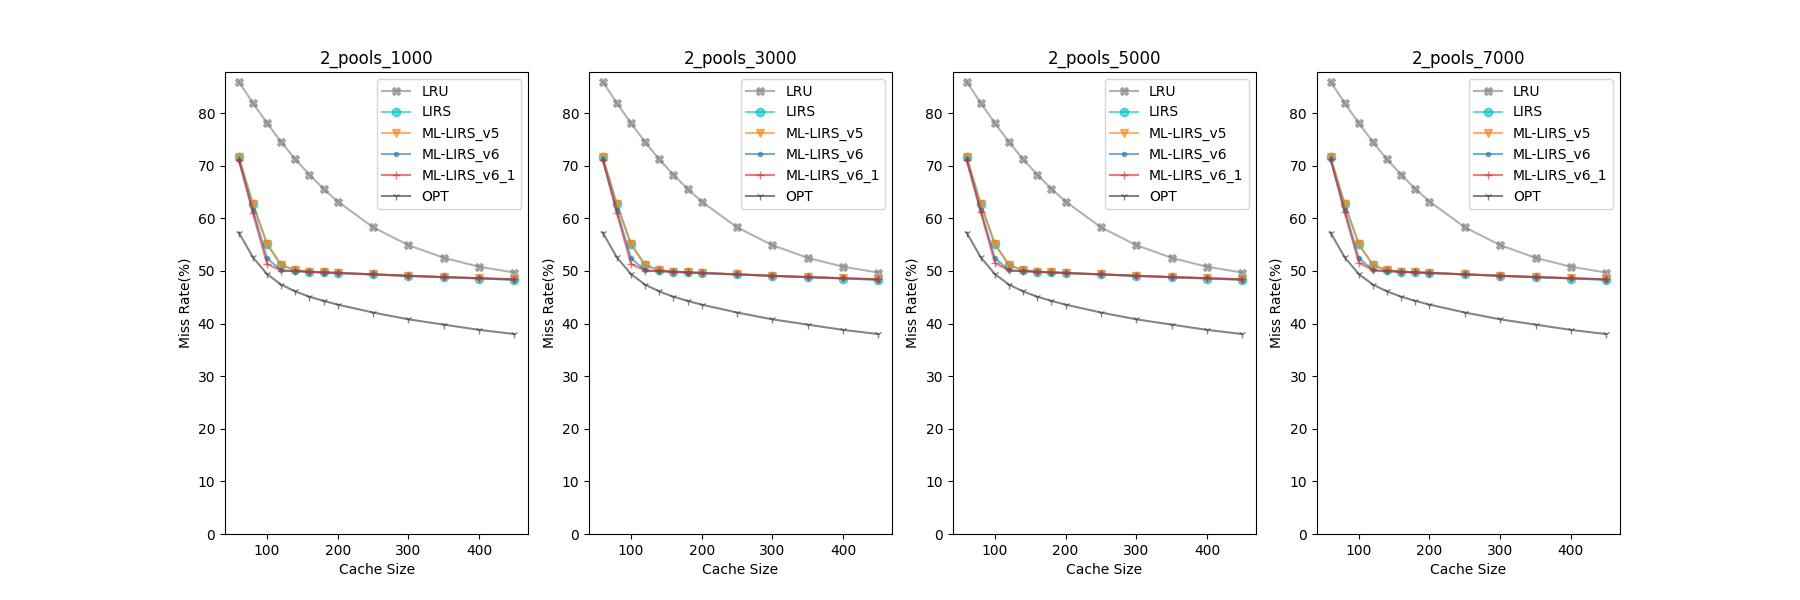 2_pools_1000
Miss Rate(%)
80
70
60
50
40
30
20
10
0
LRU
LIRS
ML-LIRS_v5
ML-LIRS_v6
ML-LIRS_v6_1
OPT
100 200 300 400
Cache Size
2_pools_3000
Miss Rate(%)
80
70
60
50
40
30
20
10
0
LRU
LIRS
ML-LIRS_v5
ML-LIRS_v6
ML-LIRS_v6_1
OPT
100 200 300 400
Cache Size
2_pools_5000
Miss Rate(%)
80
70
60
50
40
30
20
10
0
LRU
LIRS
ML-LIRS_v5
ML-LIRS_v6
ML-LIRS_v6_1
OPT
100 200 300 400
Cache Size
2_pools_7000
Miss Rate(%)
80
70
60
50
40
30
20
10
0
LRU
LIRS
ML-LIRS_v5
ML-LIRS_v6
ML-LIRS_v6_1
OPT
100 200 300 400
Cache Size